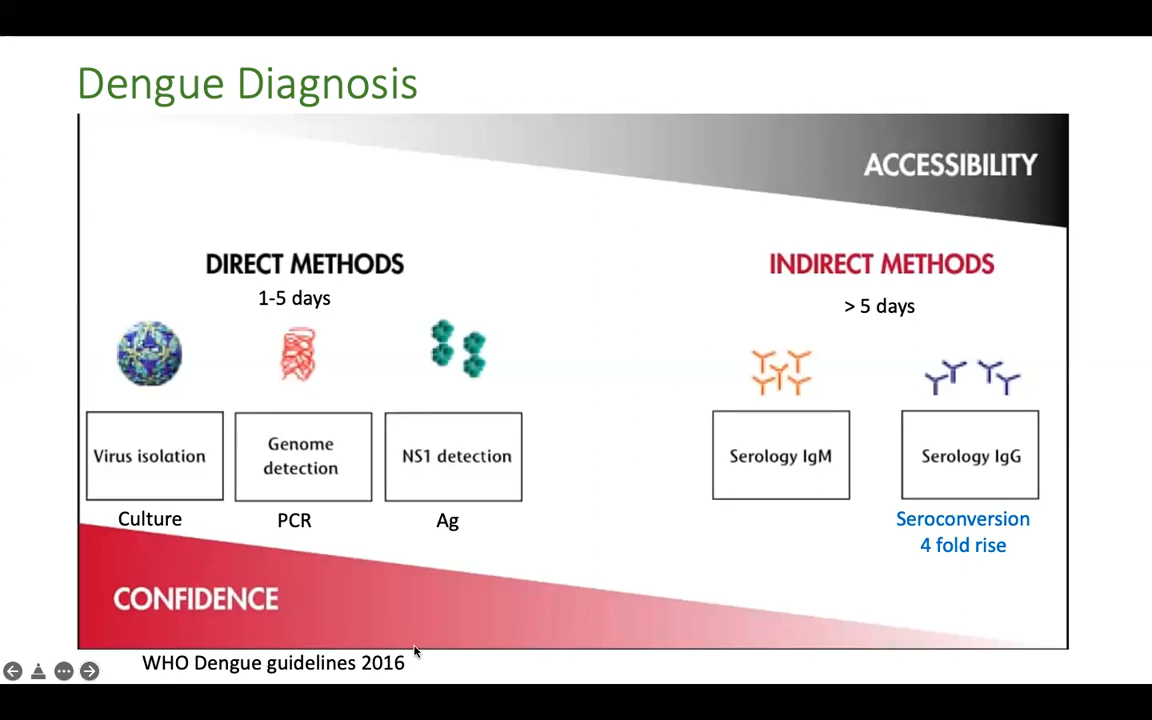 Dengue Diagnosis
ACCESSIBILITY
DIRECT METHODS
1-5 days
INDIRECT METHODS
> 5 days
Virus isolation
Genome
detection
NS1 detection
Serology IgM
Serology IgG
Culture
PCR
Ag
Seroconversion
4 fold rise
CONFIDENCE
WHO Dengue guidelines 2016